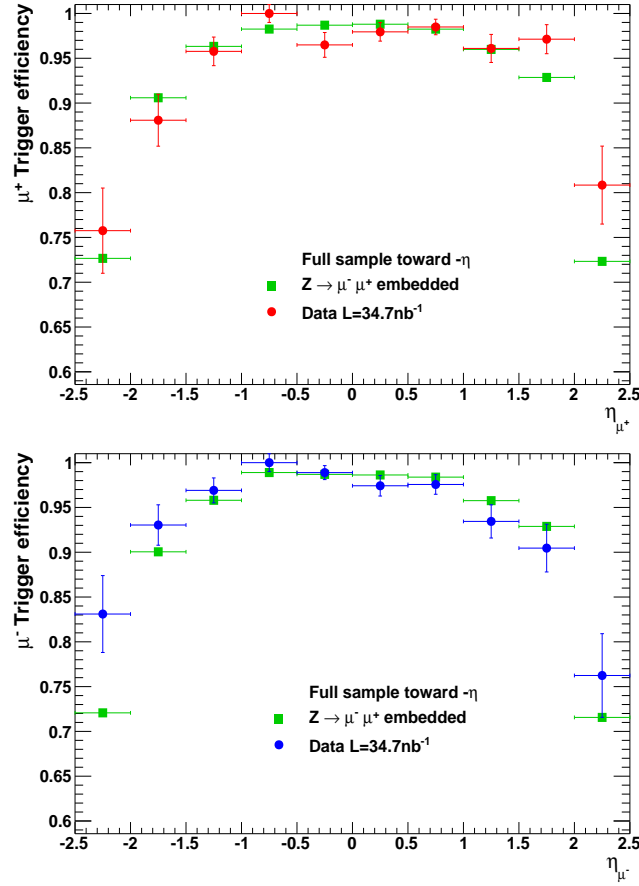 μ⁺ Trigger efficiency
1
0.95
0.9
0.85
0.8
0.75
0.7
0.65
0.6
Full sample toward -η
Z → μ⁻ μ⁺ embedded
Data L=34.7nb⁻¹
-2.5 -2 -1.5 -1 -0.5 0 0.5 1 1.5 2 2.5
η_μ⁺
μ⁻ Trigger efficiency
1
0.95
0.9
0.85
0.8
0.75
0.7
0.65
0.6
Full sample toward -η
Z → μ⁻ μ⁺ embedded
Data L=34.7nb⁻¹
-2.5 -2 -1.5 -1 -0.5 0 0.5 1 1.5 2 2.5
η_μ⁻